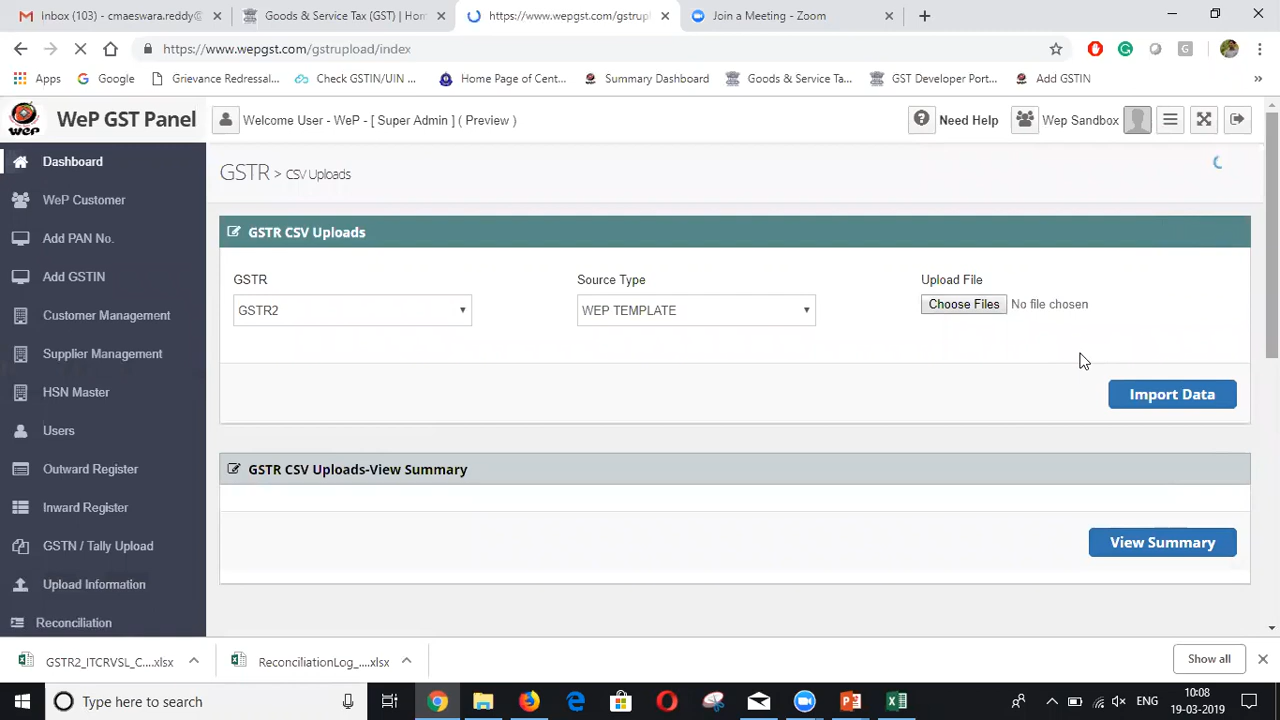 Inbox (103) - cmaeswara.reddy@
Goods & Service Tax (GST) | Hom
https://www.wepgst.com/gstrupl
Join a Meeting - Zoom
https://www.wepgst.com/gstrupload/index
Apps
Google
Grievance Redressal...
Check GSTIN/UIN ...
Home Page of Cent...
Summary Dashboard
Goods & Service Ta...
GST Developer Port...
Add GSTIN
»
WeP
WeP GST Panel
Welcome User - WeP - [ Super Admin ] ( Preview )
Need Help
Wep Sandbox
Dashboard
WeP Customer
Add PAN No.
Add GSTIN
Customer Management
Supplier Management
HSN Master
Users
Outward Register
Inward Register
GSTN / Tally Upload
Upload Information
Reconciliation
GSTR > CSV Uploads
GSTR CSV Uploads
GSTR
Source Type
Upload File
GSTR2
WEP TEMPLATE
Choose Files No file chosen
Import Data
GSTR CSV Uploads-View Summary
View Summary
GSTR2_ITCRVSL_C....xlsx
ReconciliationLog_....xlsx
Show all
Type here to search
ENG
10:08
19-03-2019